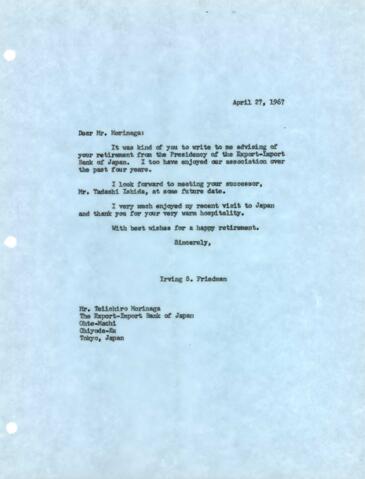 April 27, 1967
Dear Mr. Morinaga:
It was kind of you to write to me advising of
your retirement from the Presidency of the Export-Import
Bank of Japan. I too have enjoyed our association over
the past four years.
I look forward to meeting your successor,
Mr. Tadashi Ishida, at some future date.
I very much enjoyed my recent visit to Japan
and thank you for your very warm hospitality.
With best wishes for a happy retirement.
Sincerely,
Irving S. Friedman
Mr. Teiichiro Morinaga
The Export-Import Bank of Japan
Ohte-Machi
Chiyoda-Ku
Tokyo, Japan